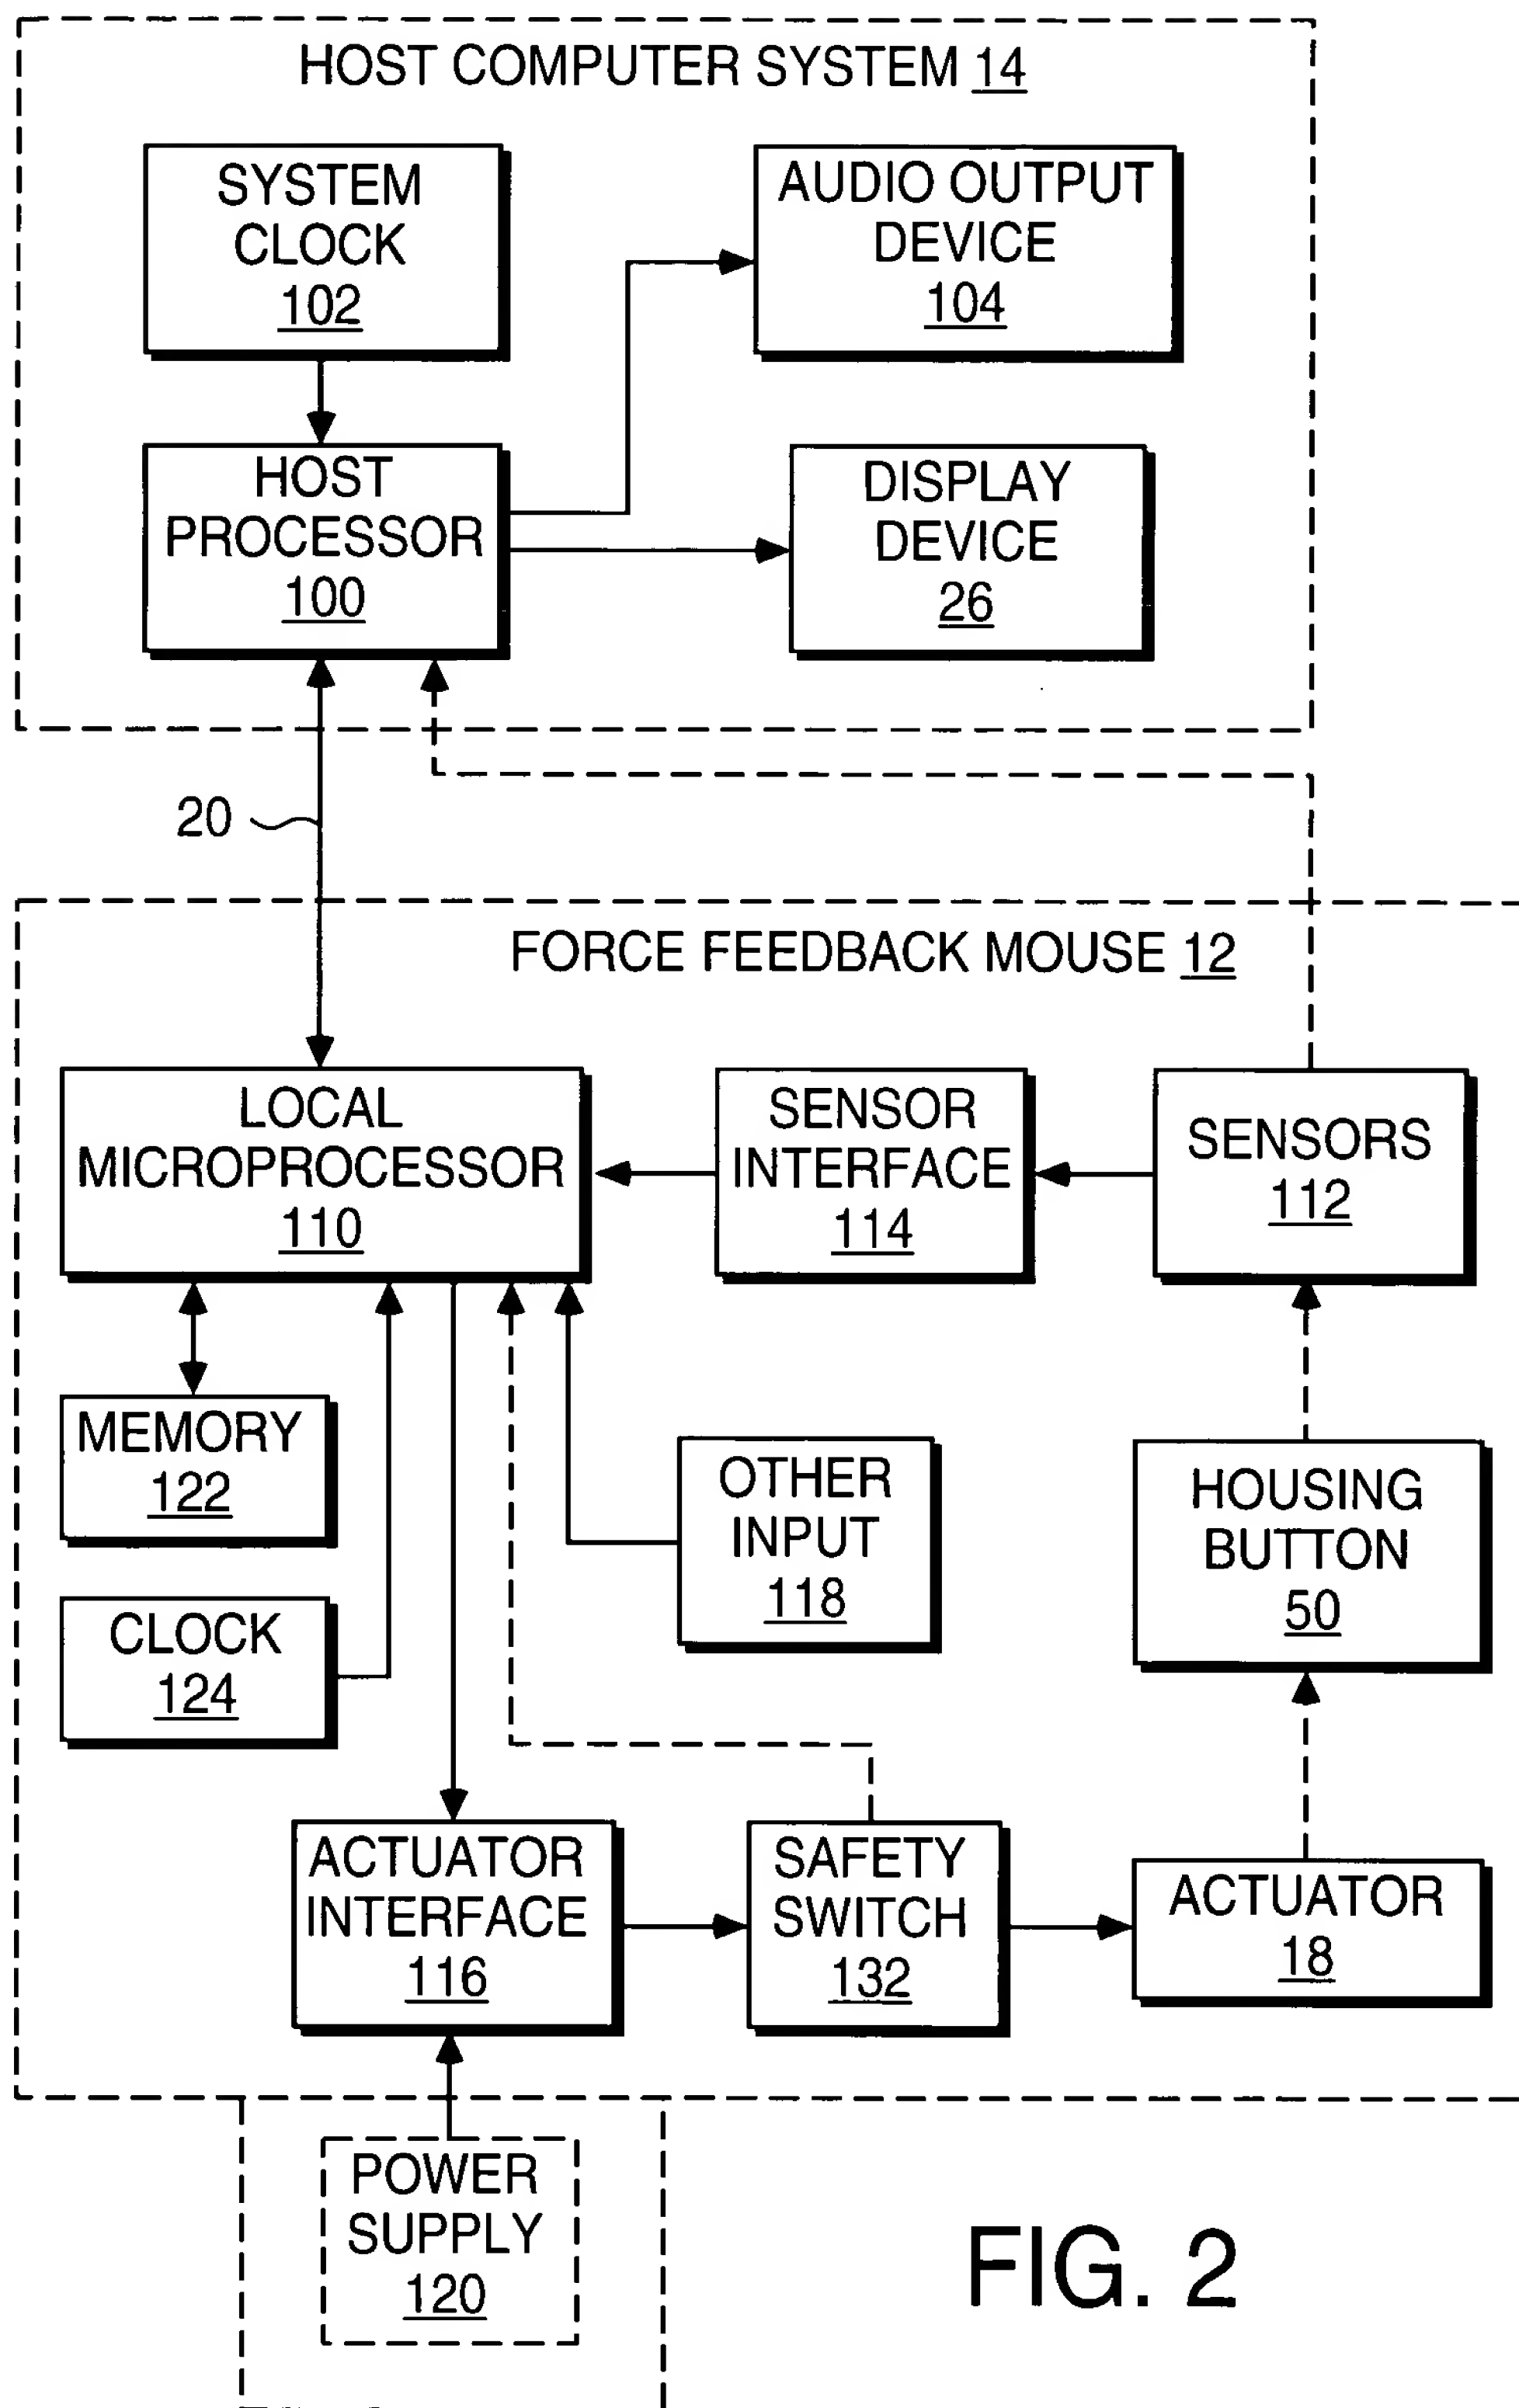 HOST COMPUTER SYSTEM 14
SYSTEM
CLOCK
102
AUDIO OUTPUT
DEVICE
104
HOST
PROCESSOR
100
DISPLAY
DEVICE
26
20
FORCE FEEDBACK MOUSE 12
LOCAL
MICROPROCESSOR
110
SENSOR
INTERFACE
114
SENSORS
112
MEMORY
122
OTHER
INPUT
118
HOUSING
BUTTON
50
CLOCK
124
ACTUATOR
INTERFACE
116
SAFETY
SWITCH
132
ACTUATOR
18
POWER
SUPPLY
120
FIG. 2